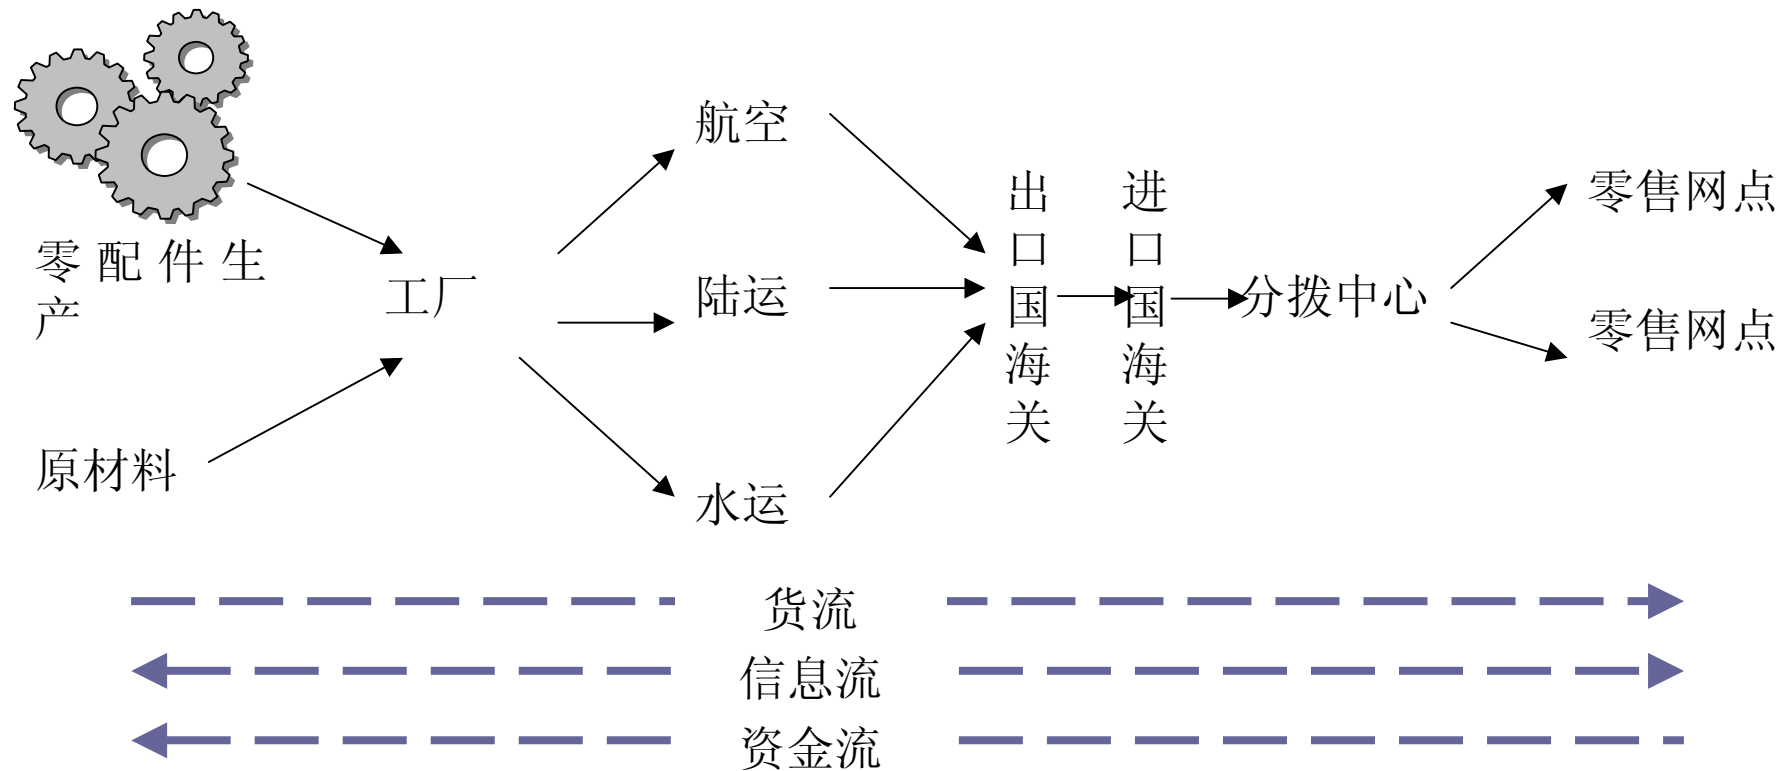 零配件生
产
原材料
工厂
航空
陆运
水运
出口国海关
进口国海关
分拨中心
零售网点
零售网点
货流
信息流
资金流